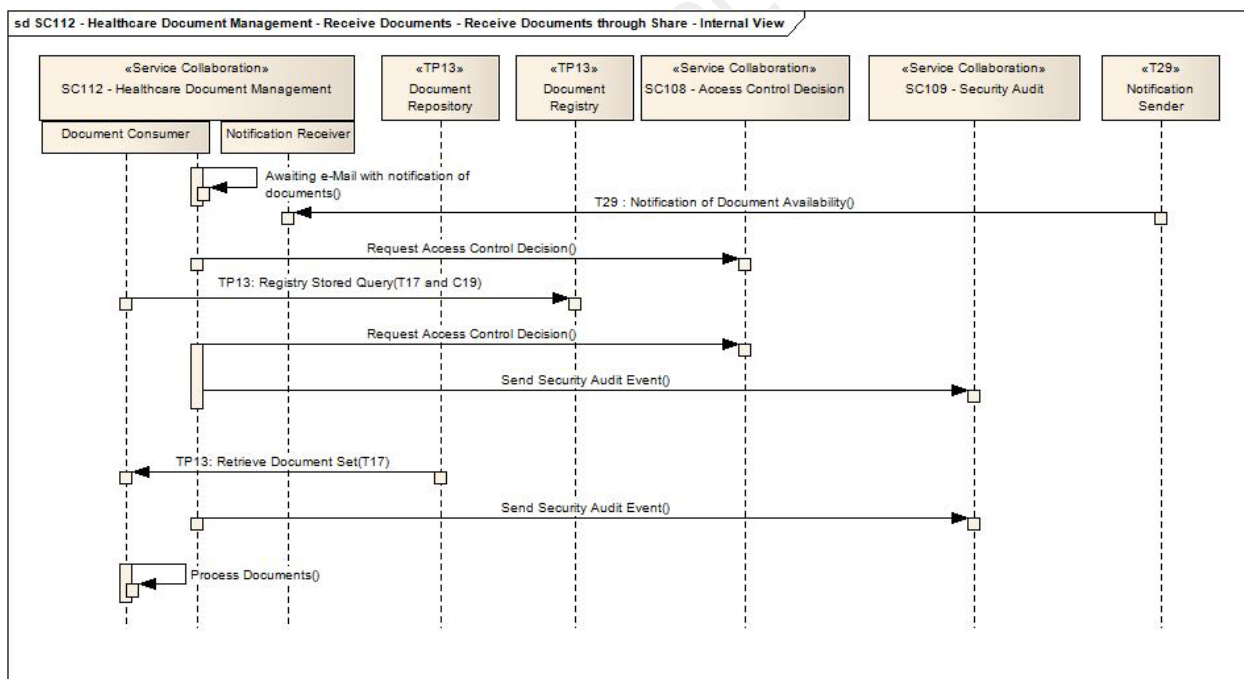 sd SC112 - Healthcare Document Management - Receive Documents - Receive Documents through Share - Internal View
«Service Collaboration»
SC112 - Healthcare Document Management
«TP13»
Document
Repository
«TP13»
Document
Registry
«Service Collaboration»
SC108 - Access Control Decision
«Service Collaboration»
SC109 - Security Audit
«T29»
Notification
Sender
Document Consumer
Notification Receiver
Awaiting e-Mail with notification of
documents()
T29 : Notification of Document Availability()
Request Access Control Decision()
TP13: Registry Stored Query(T17 and C19)
Request Access Control Decision()
Send Security Audit Event()
TP13: Retrieve Document Set(T17)
Send Security Audit Event()
Process Documents()